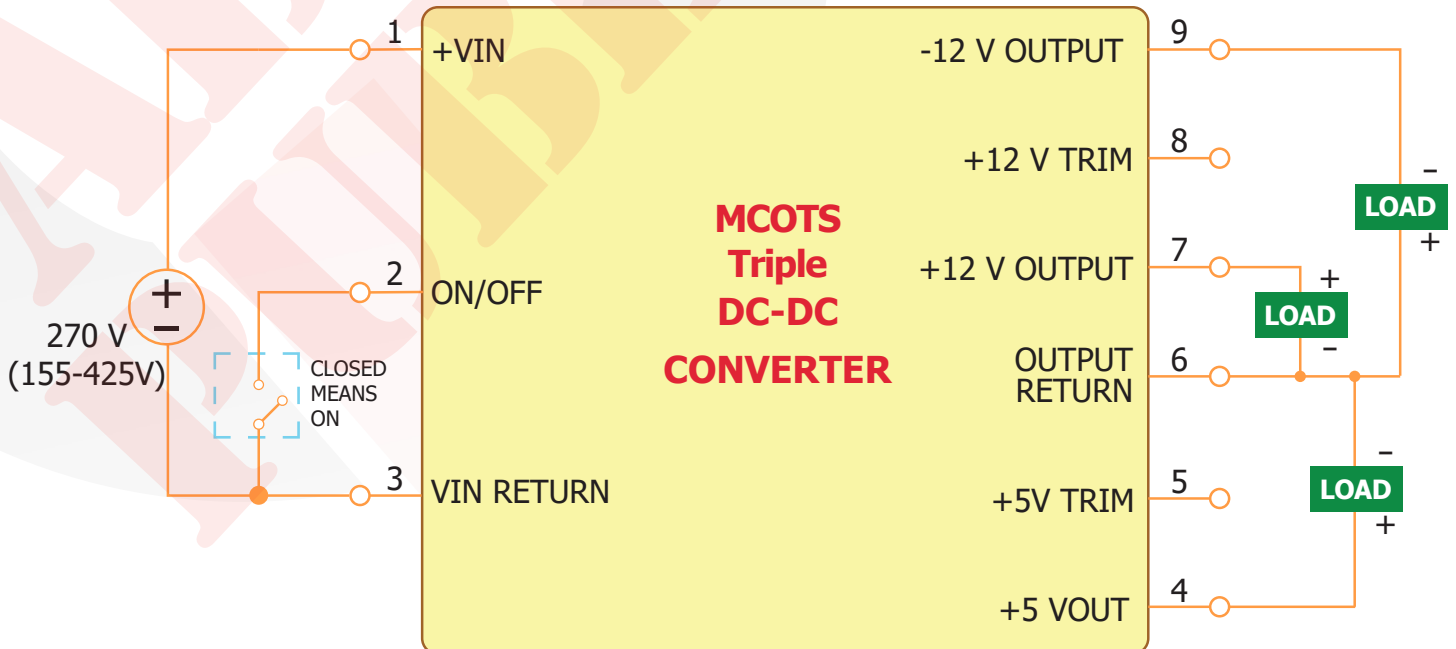 1
+VIN
2
ON/OFF
3
VIN RETURN
+
−
270 V
(155-425V)
CLOSED
MEANS
ON
MCOTS
Triple
DC-DC
CONVERTER
-12 V OUTPUT
9
+12 V TRIM
8
+12 V OUTPUT
7
OUTPUT
RETURN
6
+5V TRIM
5
+5 VOUT
4
-
LOAD
+
+
LOAD
-
-
LOAD
+